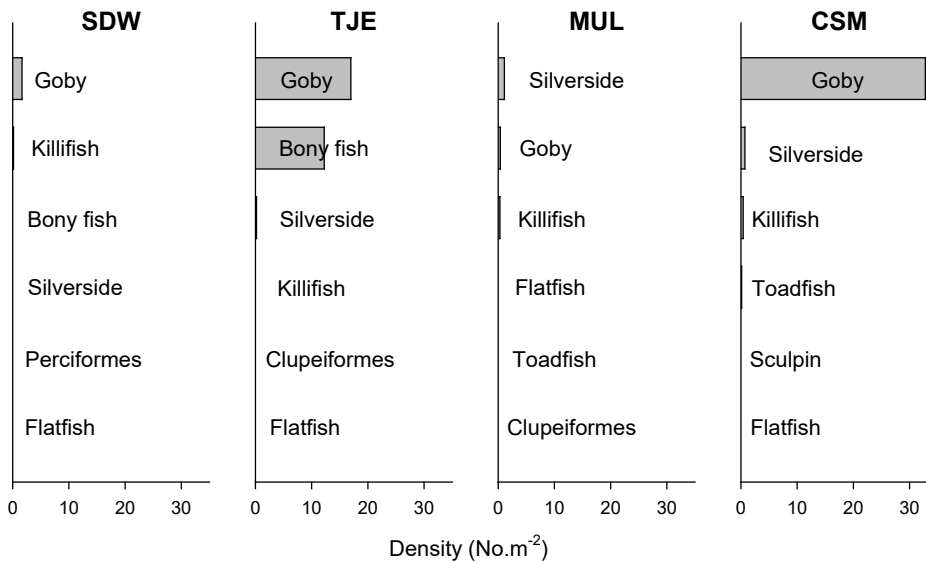 SDW TJE MUL CSM
Goby Goby Silverside Goby
Killifish Bony fish Goby Silverside
Bony fish Silverside Killifish Killifish
Silverside Killifish Flatfish Toadfish
Perciformes Clupeiformes Toadfish Sculpin
Flatfish Flatfish Clupeiformes Flatfish
0 10 20 30 0 10 20 30 0 10 20 30 0 10 20 30
Density (No.m⁻²)